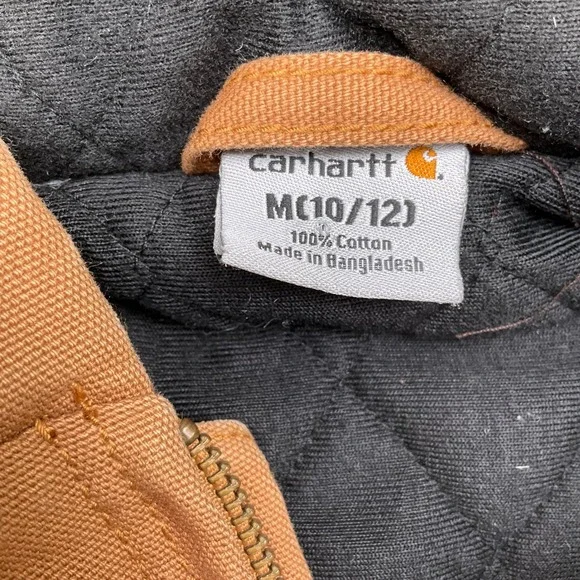 carhartt
M(10/12)
100% Cotton
Made in Bangladesh